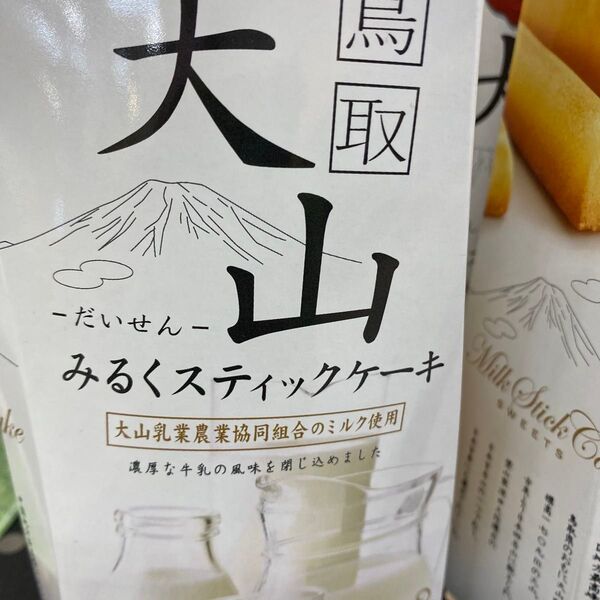 鳥取
大山
-だいせん-
みるくスティックケーキ
大山乳業農業協同組合のミルク使用
濃厚な牛乳の風味を閉じ込めました
Milk Stick
SWEETS